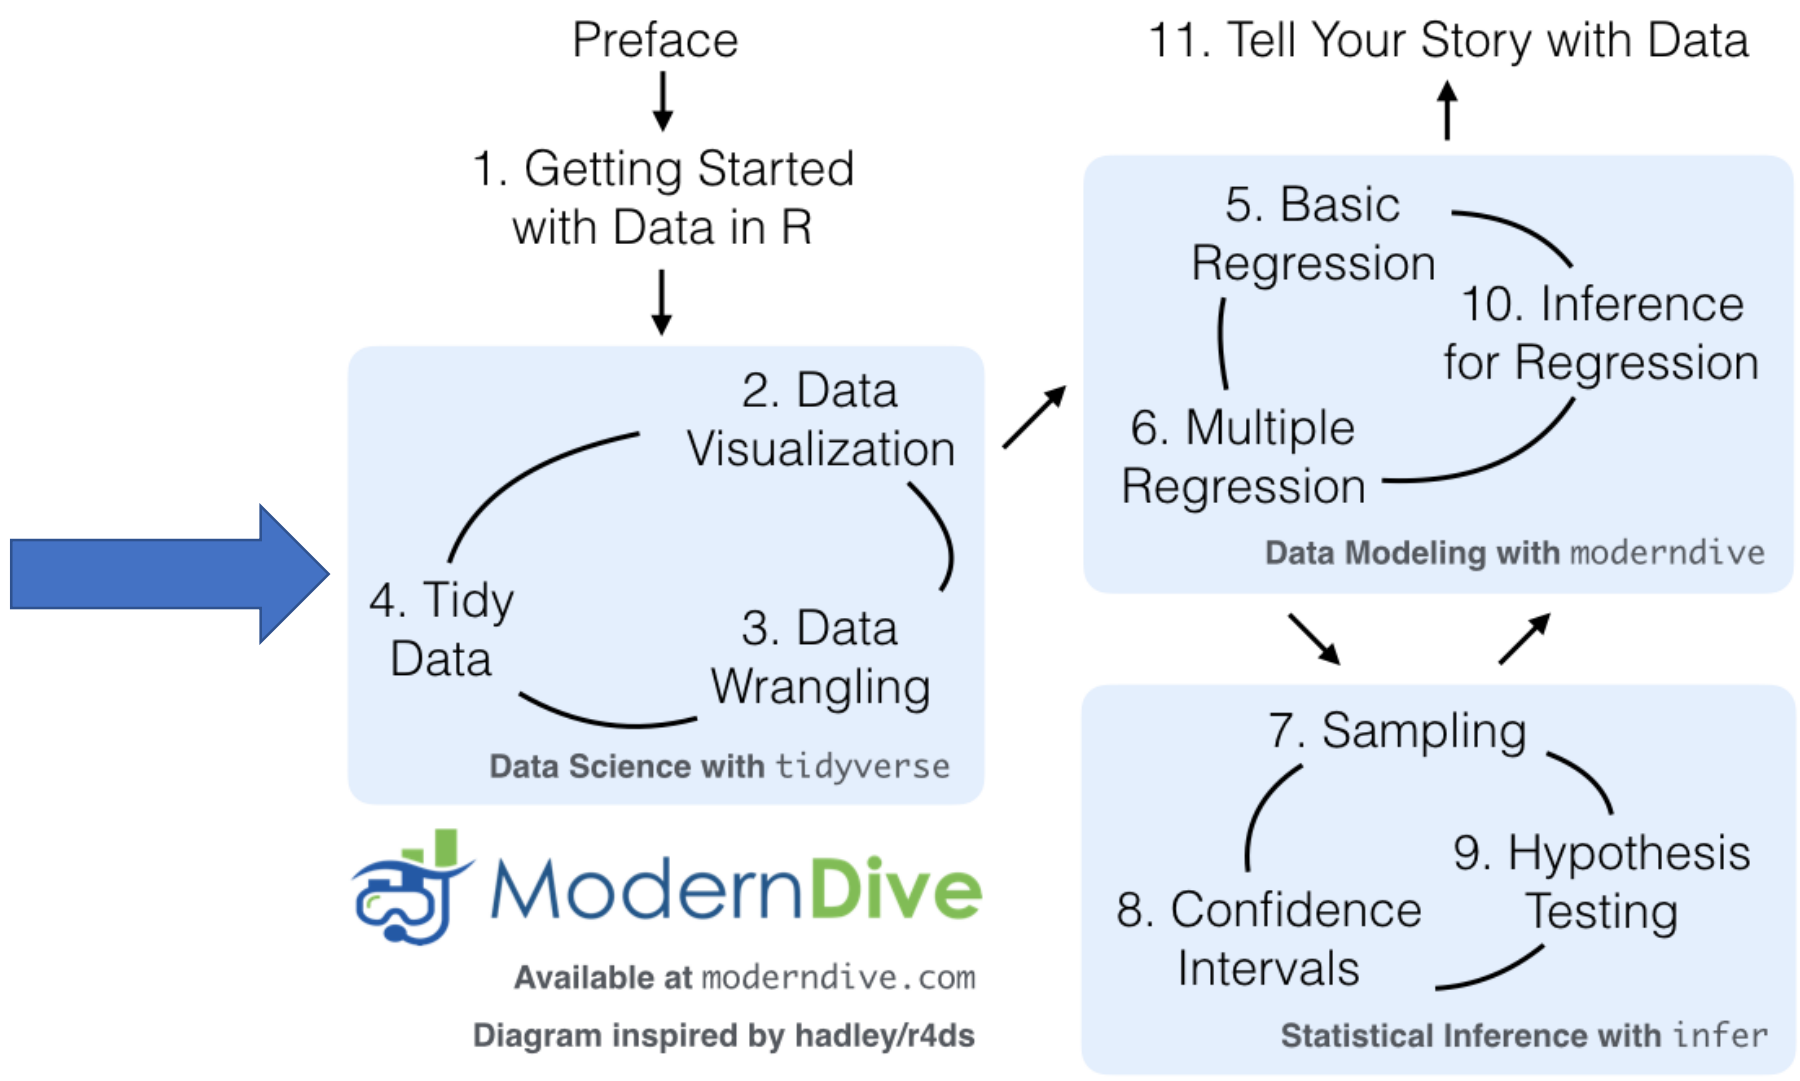 Preface
1. Getting Started
with Data in R
2. Data
Visualization
4. Tidy
Data
3. Data
Wrangling
Data Science with tidyverse
ModernDive
Available at moderndive.com
Diagram inspired by hadley/r4ds
11. Tell Your Story with Data
5. Basic
Regression
10. Inference
for Regression
6. Multiple
Regression
Data Modeling with moderndive
7. Sampling
9. Hypothesis
Testing
8. Confidence
Intervals
Statistical Inference with infer